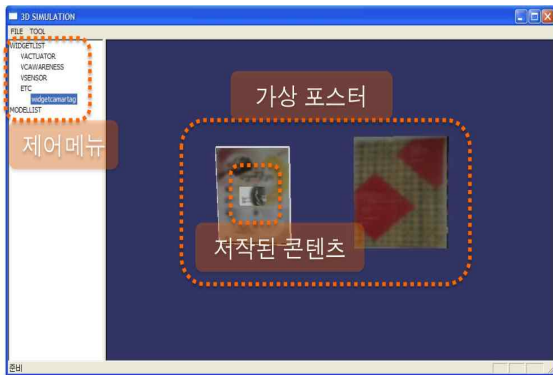 3D SIMULATION
FILE TOOL
WIDGETLIST
VACTUATOR
VCAWARENESS
VSENSOR
ETC
widgetcamartag
MODELLIST
제어메뉴
가상 포스터
저작된 콘텐츠
준비